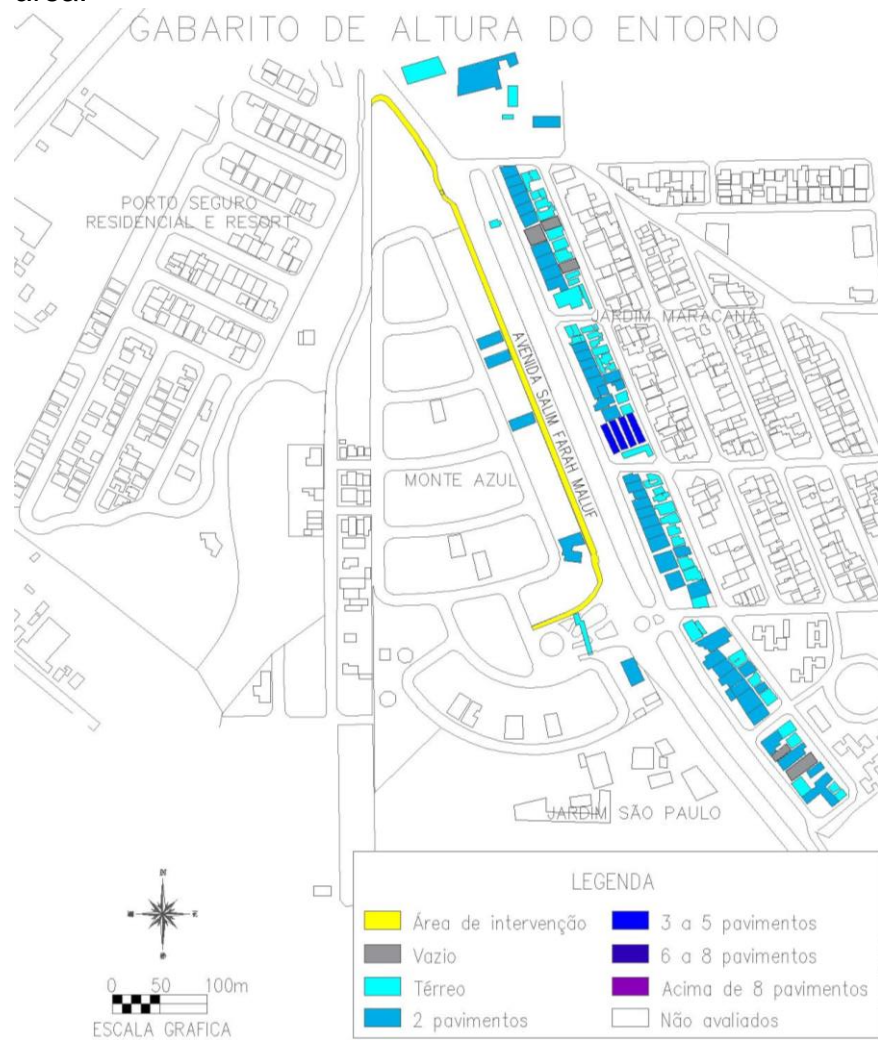 área.
GABARITO DE ALTURA DO ENTORNO
PORTO SEGURO
RESIDENCIAL E RESORT
JARDIM MARACANÃ
AVENIDA SALIM FARAH MALUF
MONTE AZUL
JARDIM SÃO PAULO
LEGENDA
Área de intervenção
3 a 5 pavimentos
Vazio
6 a 8 pavimentos
Térreo
Acima de 8 pavimentos
2 pavimentos
Não avaliados
0 50 100m
ESCALA GRAFICA